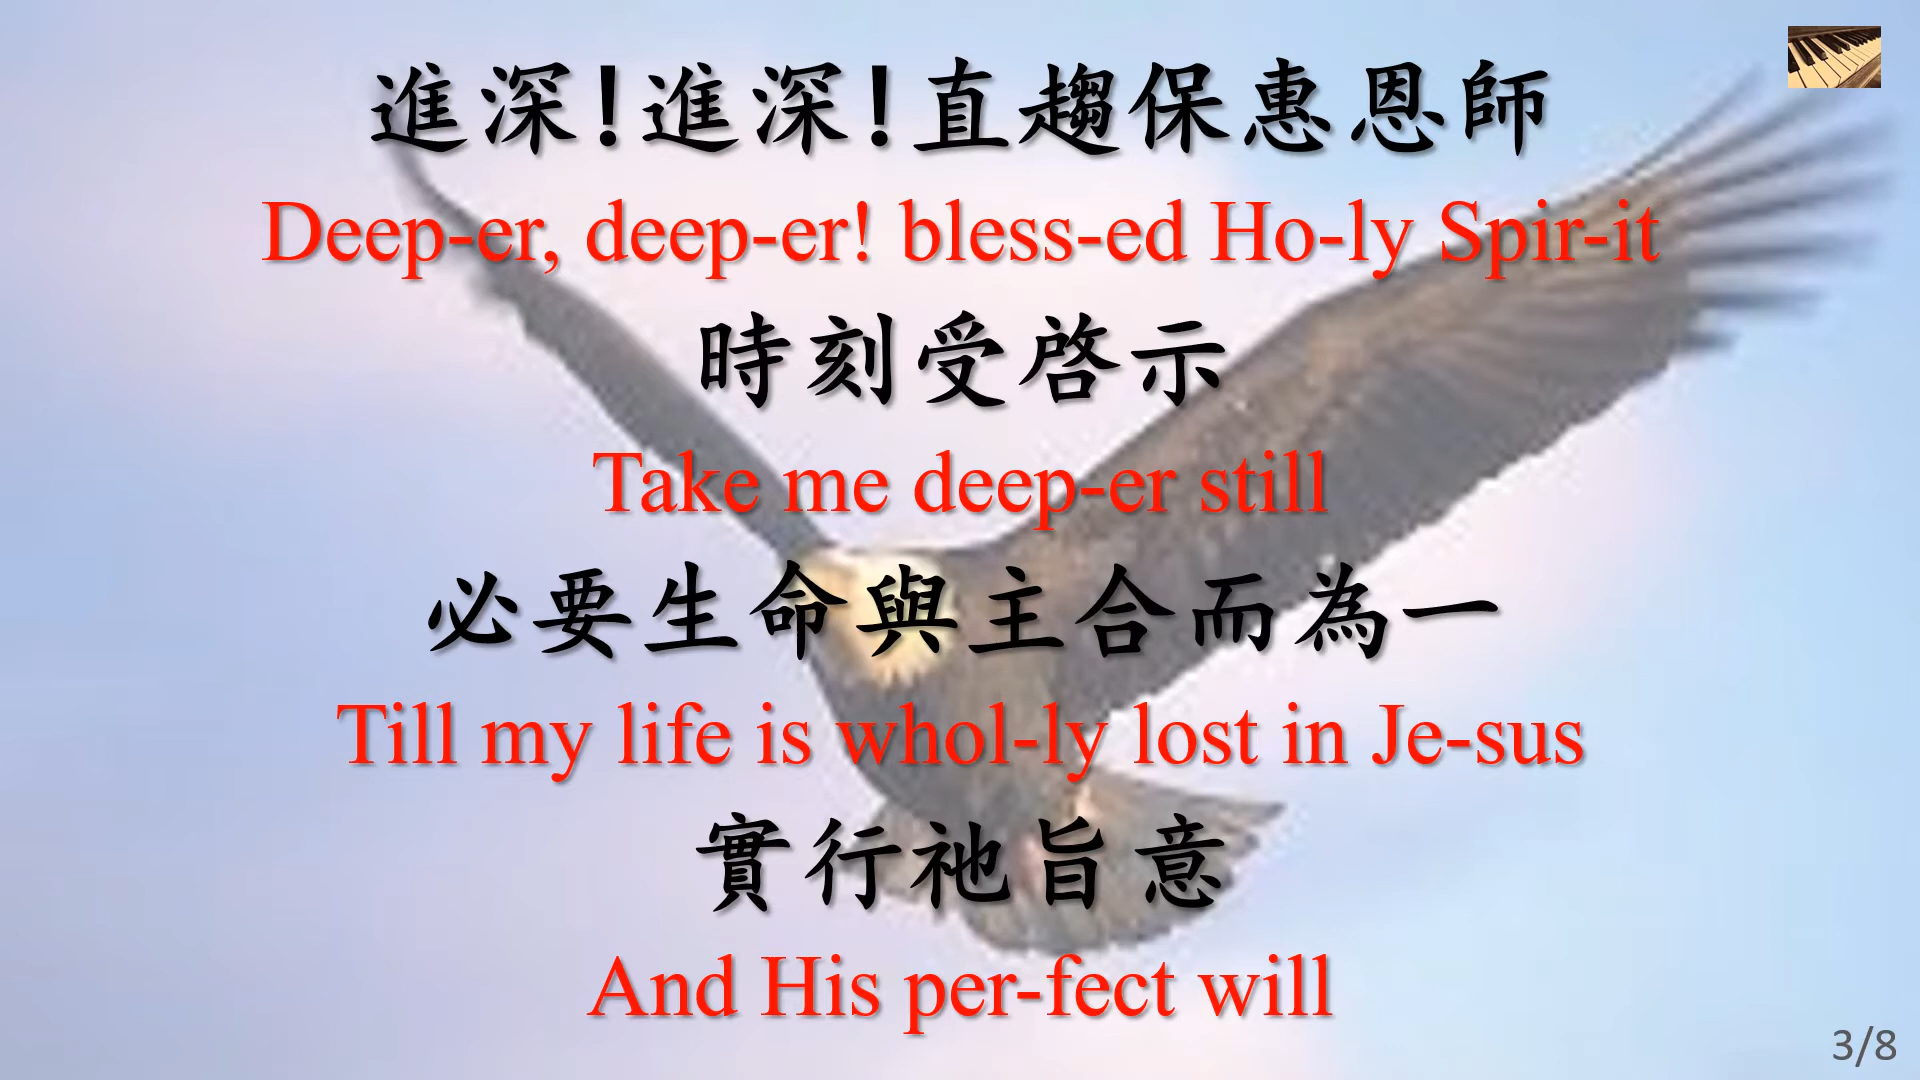 進深!進深!直趨保惠恩師
Deep-er, deep-er! bless-ed Ho-ly Spir-it
時刻受啓示
Take me deep-er still
必要生命與主合而為一
Till my life is whol-ly lost in Je-sus
實行祂旨意
And His per-fect will
3/8